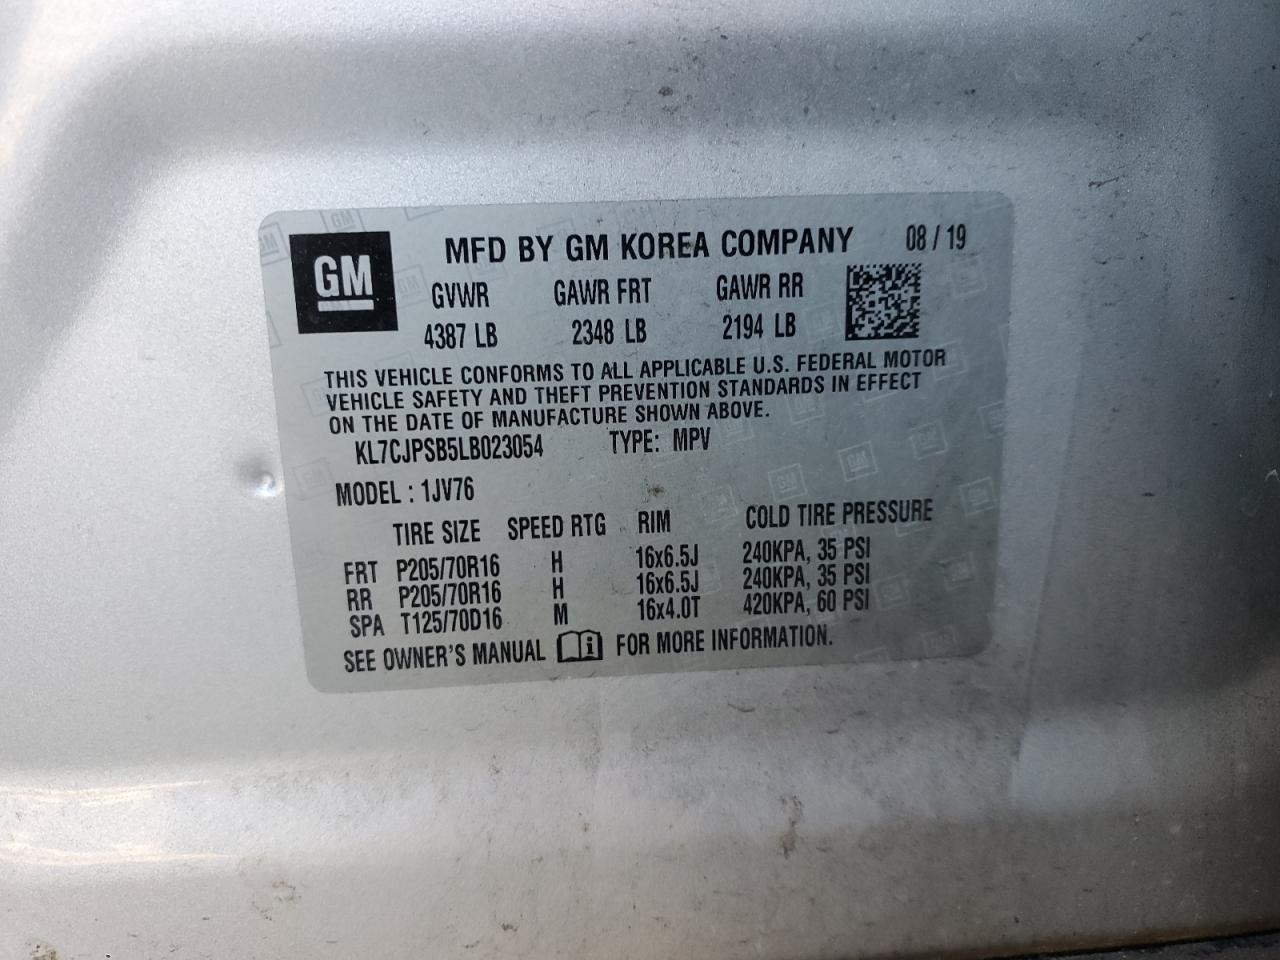 GM
MFD BY GM KOREA COMPANY 08/19
GVWR GAWR FRT GAWR RR
4387 LB 2348 LB 2194 LB
THIS VEHICLE CONFORMS TO ALL APPLICABLE U.S. FEDERAL MOTOR
VEHICLE SAFETY AND THEFT PREVENTION STANDARDS IN EFFECT
ON THE DATE OF MANUFACTURE SHOWN ABOVE.
KL7CJPSB5LB023054 TYPE: MPV
MODEL : 1JV76
TIRE SIZE SPEED RTG RIM COLD TIRE PRESSURE
FRT P205/70R16 H 16x6.5J 240KPA, 35 PSI
RR P205/70R16 H 16x6.5J 240KPA, 35 PSI
SPA T125/70D16 M 16x4.0T 420KPA, 60 PSI
SEE OWNER'S MANUAL FOR MORE INFORMATION.